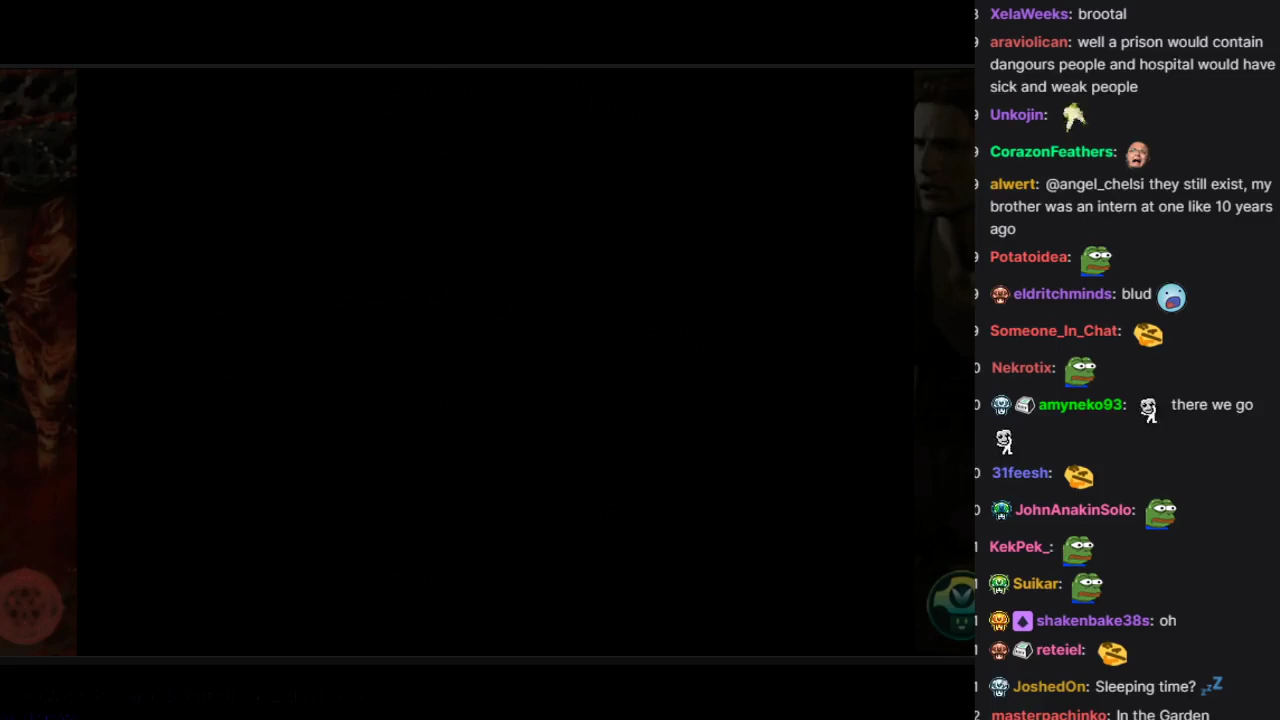 XelaWeeks: brootal
araviolican: well a prison would contain
dangours people and hospital would have
sick and weak people
Unkojin:
CorazonFeathers:
alwert: @angel_chelsi they still exist, my
brother was an intern at one like 10 years
ago
Potatoidea:
eldritchminds: blud
Someone_In_Chat:
Nekrotix:
amyneko93: there we go
31feesh:
JohnAnakinSolo:
KekPek_:
Suikar:
shakenbake38s: oh
reteiel:
JoshedOn: Sleeping time?
masterpachinko: In the Garden